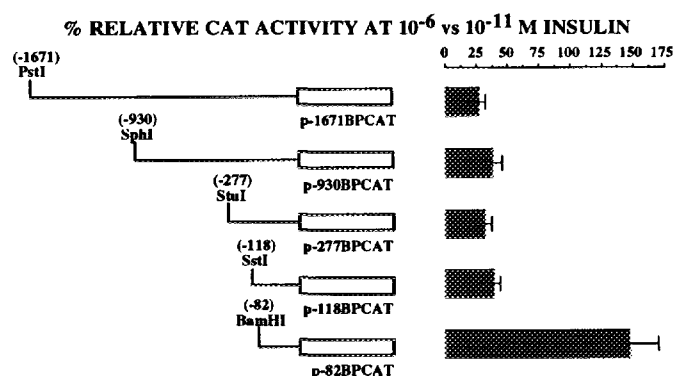 % RELATIVE CAT ACTIVITY AT 10⁻⁶ vs 10⁻¹¹ M INSULIN
0 25 50 75 100 125 150 175
(-1671)
PstI
p-1671BPCAT
(-930)
SphI
p-930BPCAT
(-277)
StuI
p-277BPCAT
(-118)
SstI
p-118BPCAT
(-82)
BamHI
p-82BPCAT